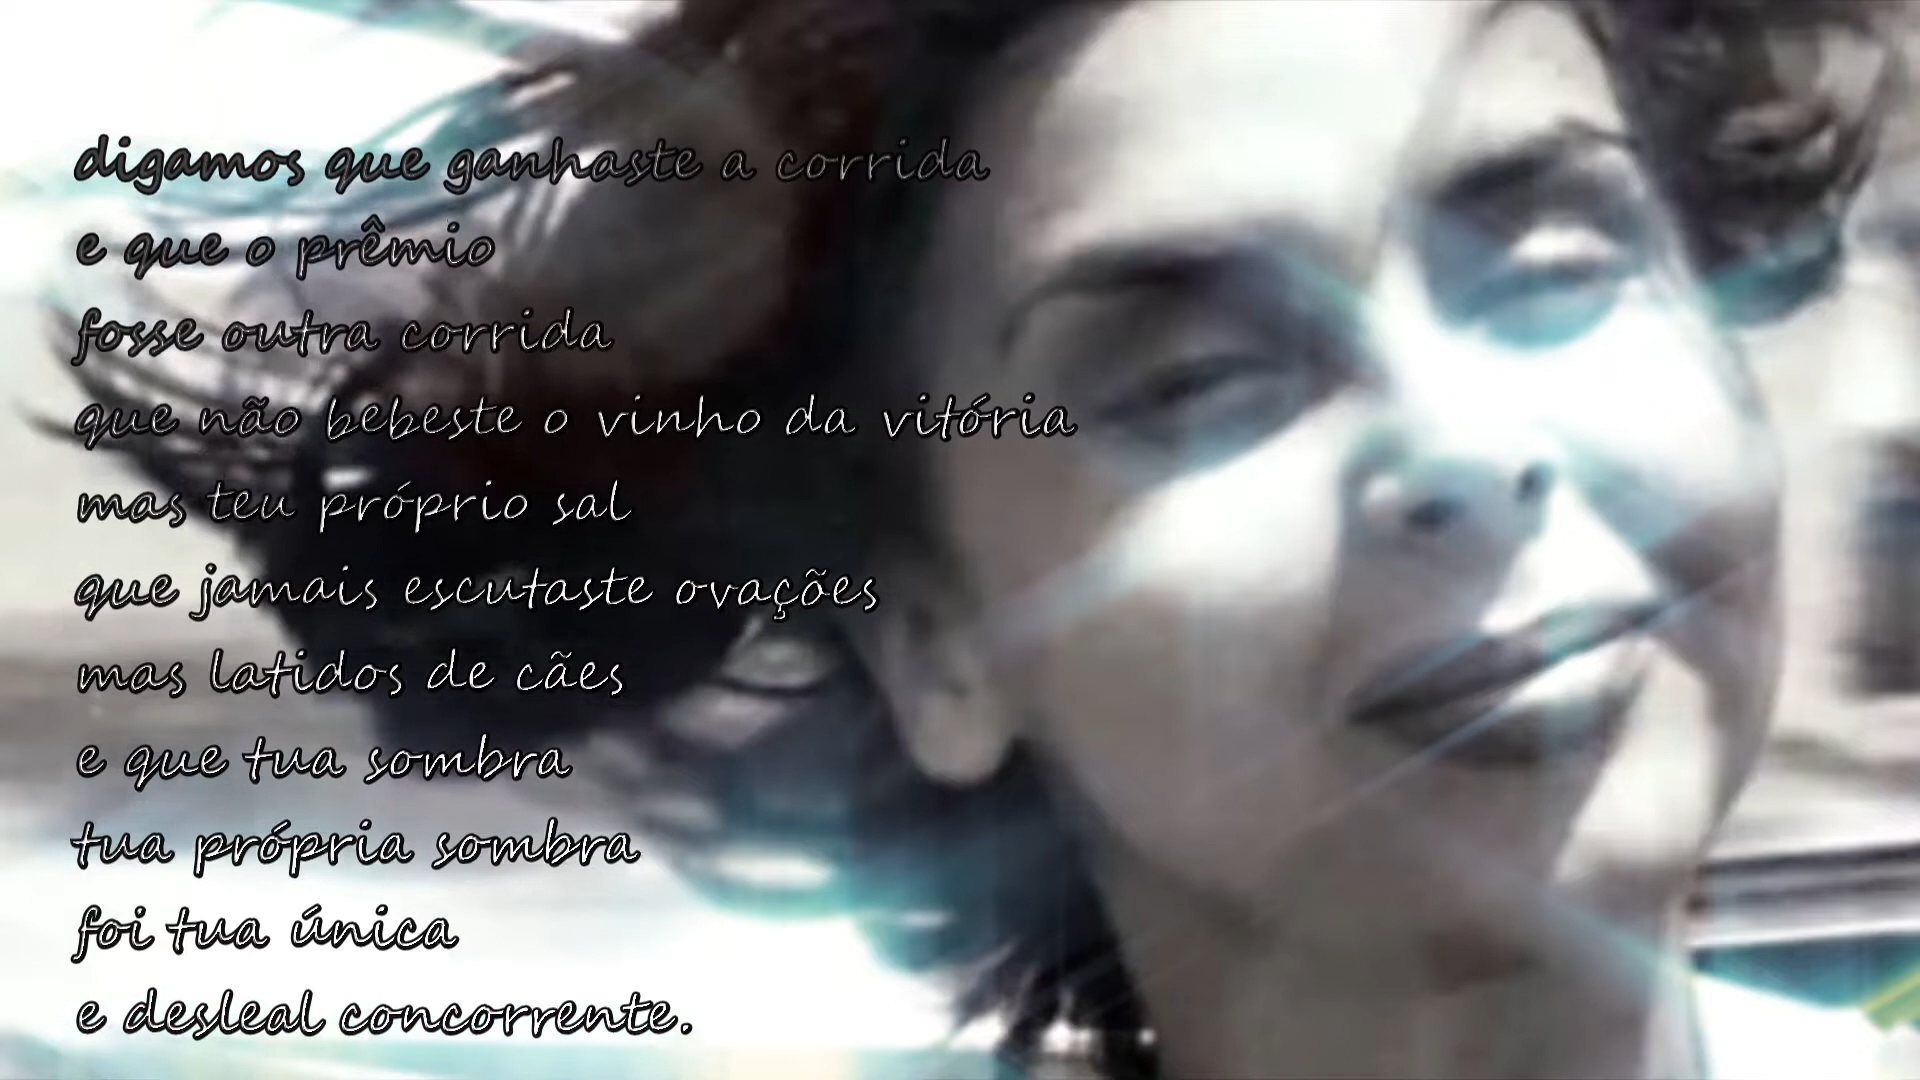 digamos que ganhaste a corrida
e que o prêmio
fosse outra corrida
que não bebeste o vinho da vitória
mas teu próprio sal
que jamais escutaste ovações
mas latidos de cães
e que tua sombra
tua própria sombra
foi tua única
e desleal concorrente.